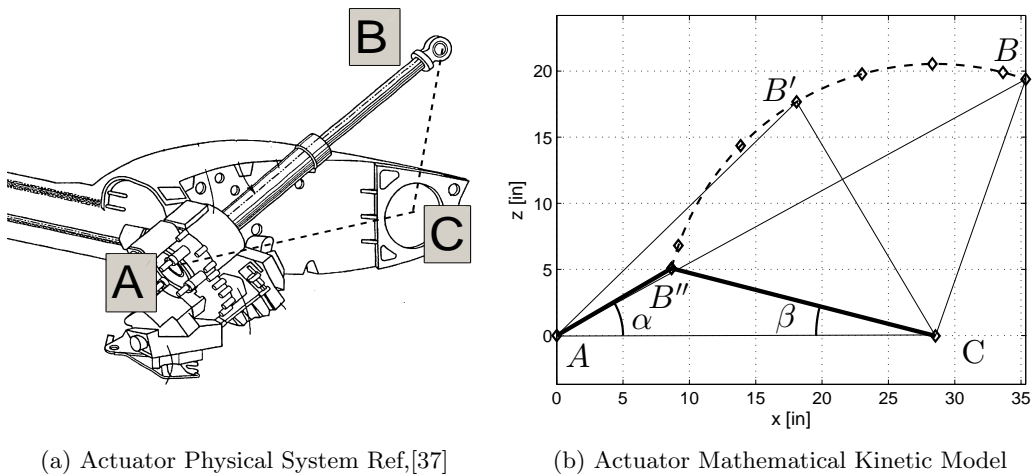 A
B
C
z [in]
20
15
10
5
0
B
B′
B″
α
β
A
C
0
5
10
15
20
25
30
35
x [in]
(a) Actuator Physical System Ref,[37]
(b) Actuator Mathematical Kinetic Model